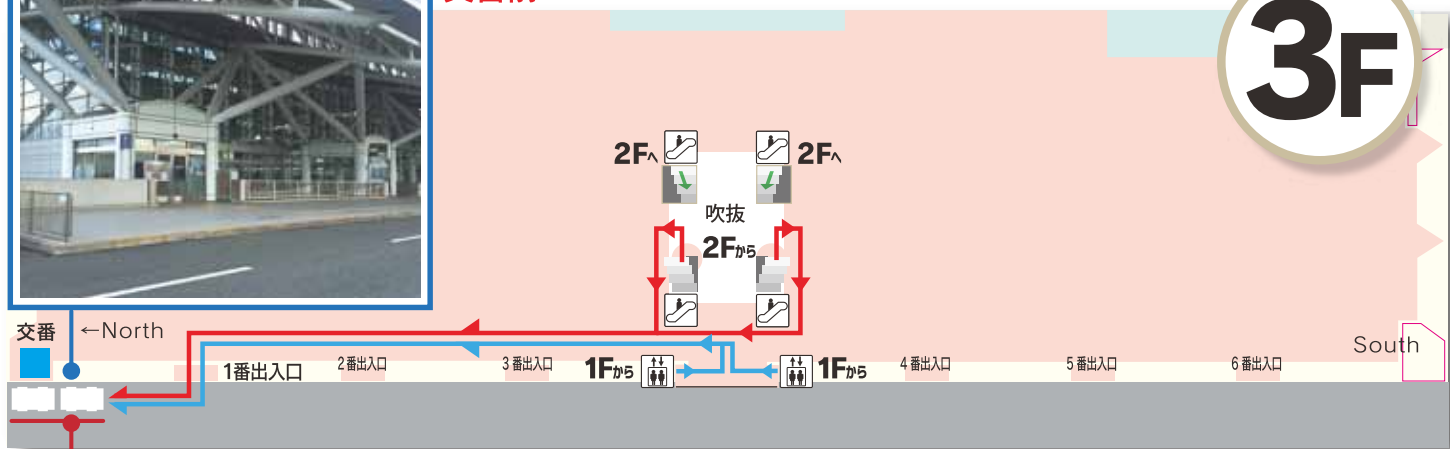 3F
2Fへ
2Fへ
吹抜
2Fから
交番
←North
South
1番出入口
2番出入口
3番出入口
1Fから
1Fから
4番出入口
5番出入口
6番出入口